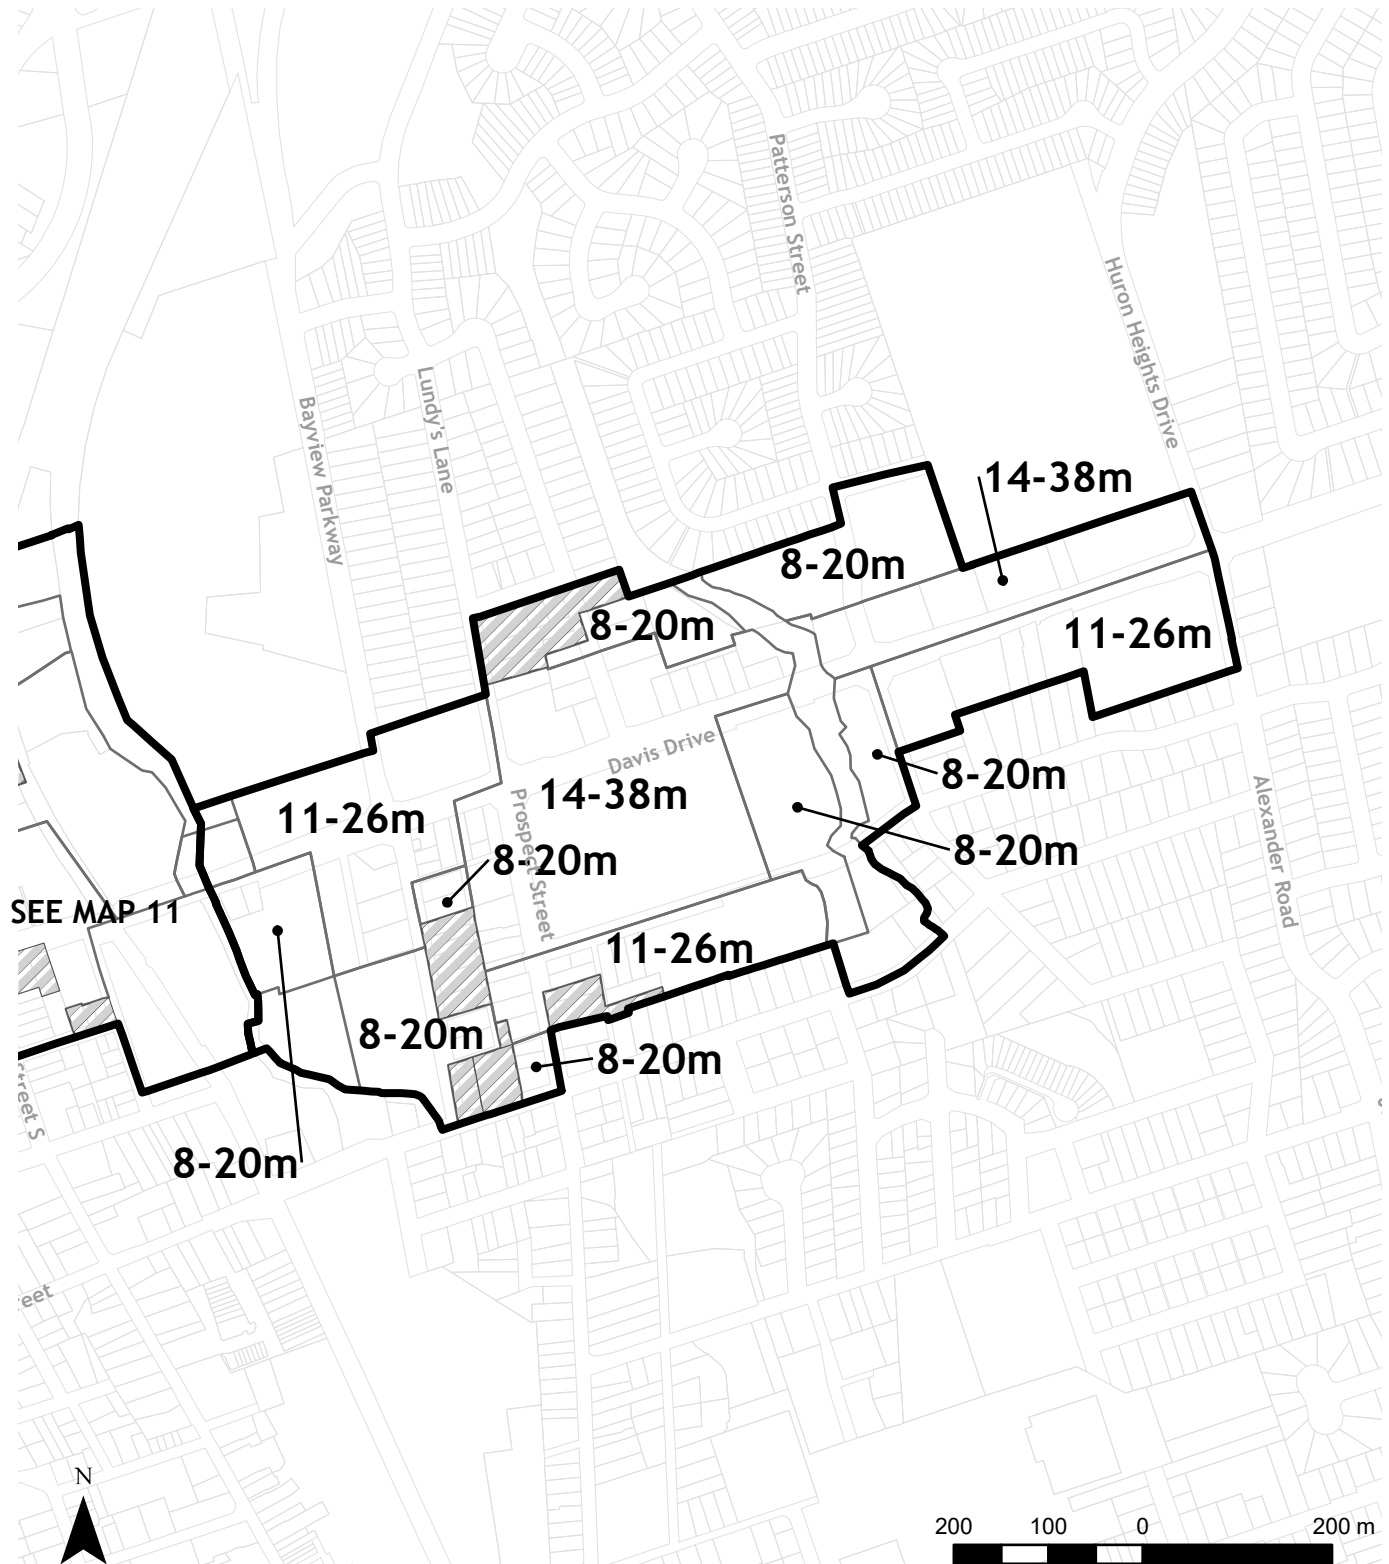 Patterson Street
Huron Heights Drive
Lundy's Lane
Bayview Parkway
14-38m
8-20m
8-20m
11-26m
Davis Drive
8-20m
14-38m
Prospect Street
11-26m
8-20m
8-20m
Alexander Road
SEE MAP 11
11-26m
8-20m
8-20m
Street S
8-20m
eet
N
200 100 0 200 m